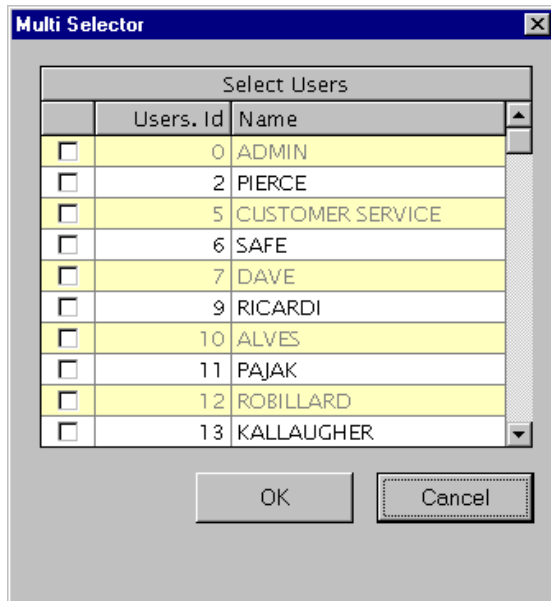 Multi Selector
Select Users
Users. Id Name
0 ADMIN
2 PIERCE
5 CUSTOMER SERVICE
6 SAFE
7 DAVE
9 RICARDI
10 ALVES
11 PAJAK
12 ROBILLARD
13 KALLAUGHER
OK Cancel